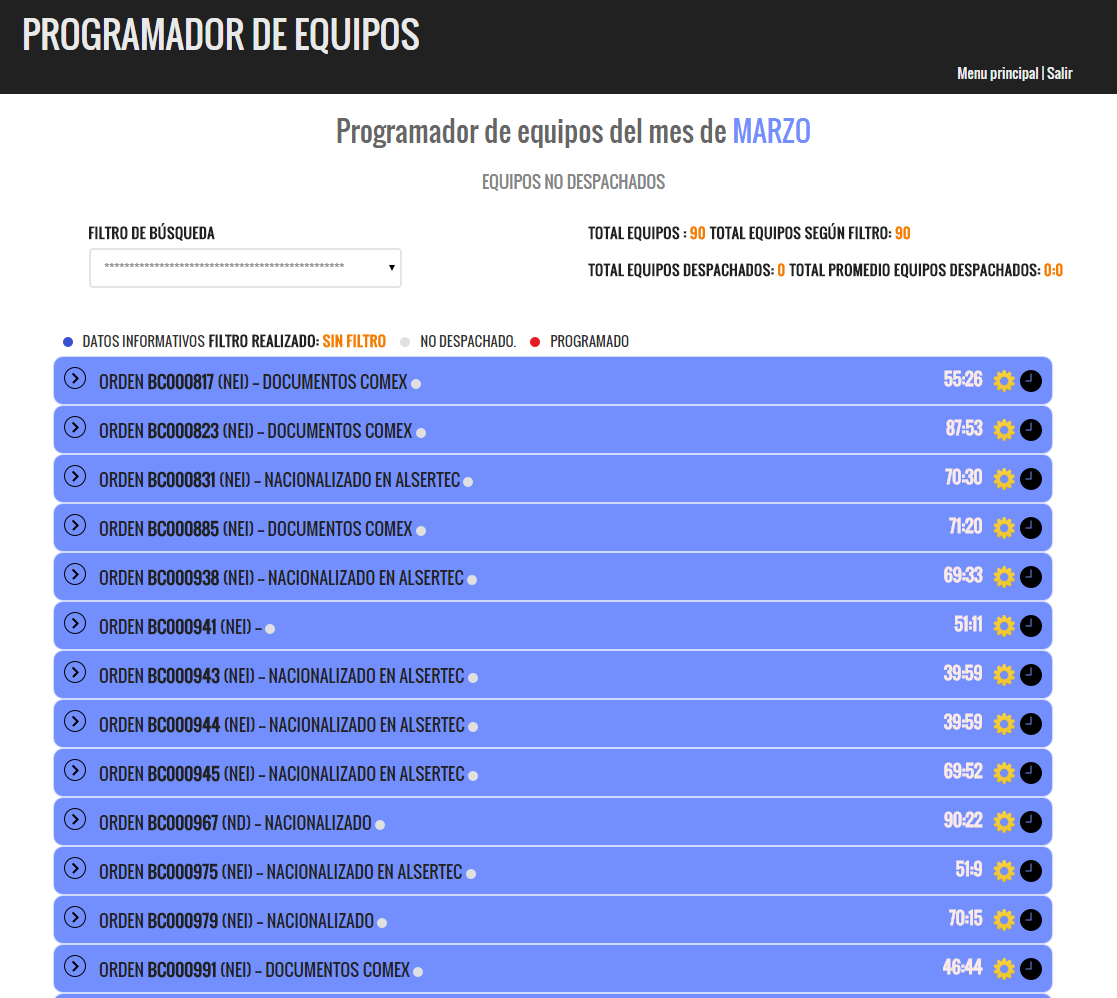 PROGRAMADOR DE EQUIPOS
Menu principal | Salir
Programador de equipos del mes de MARZO
EQUIPOS NO DESPACHADOS
FILTRO DE BÚSQUEDA
TOTAL EQUIPOS : 90 TOTAL EQUIPOS SEGÚN FILTRO: 90
************************************************
TOTAL EQUIPOS DESPACHADOS: 0 TOTAL PROMEDIO EQUIPOS DESPACHADOS: 0:0
DATOS INFORMATIVOS FILTRO REALIZADO: SIN FILTRO NO DESPACHADO. PROGRAMADO
ORDEN BC000817 (NEI) – DOCUMENTOS COMEX 55:26
ORDEN BC000823 (NEI) – DOCUMENTOS COMEX 87:53
ORDEN BC000831 (NEI) – NACIONALIZADO EN ALSERTEC 70:30
ORDEN BC000885 (NEI) – DOCUMENTOS COMEX 71:20
ORDEN BC000938 (NEI) – NACIONALIZADO EN ALSERTEC 69:33
ORDEN BC000941 (NEI) – 51:11
ORDEN BC000943 (NEI) – NACIONALIZADO EN ALSERTEC 39:59
ORDEN BC000944 (NEI) – NACIONALIZADO EN ALSERTEC 39:59
ORDEN BC000945 (NEI) – NACIONALIZADO EN ALSERTEC 69:52
ORDEN BC000967 (ND) – NACIONALIZADO 90:22
ORDEN BC000975 (NEI) – NACIONALIZADO EN ALSERTEC 51:9
ORDEN BC000979 (NEI) – NACIONALIZADO 70:15
ORDEN BC000991 (NEI) – DOCUMENTOS COMEX 46:44